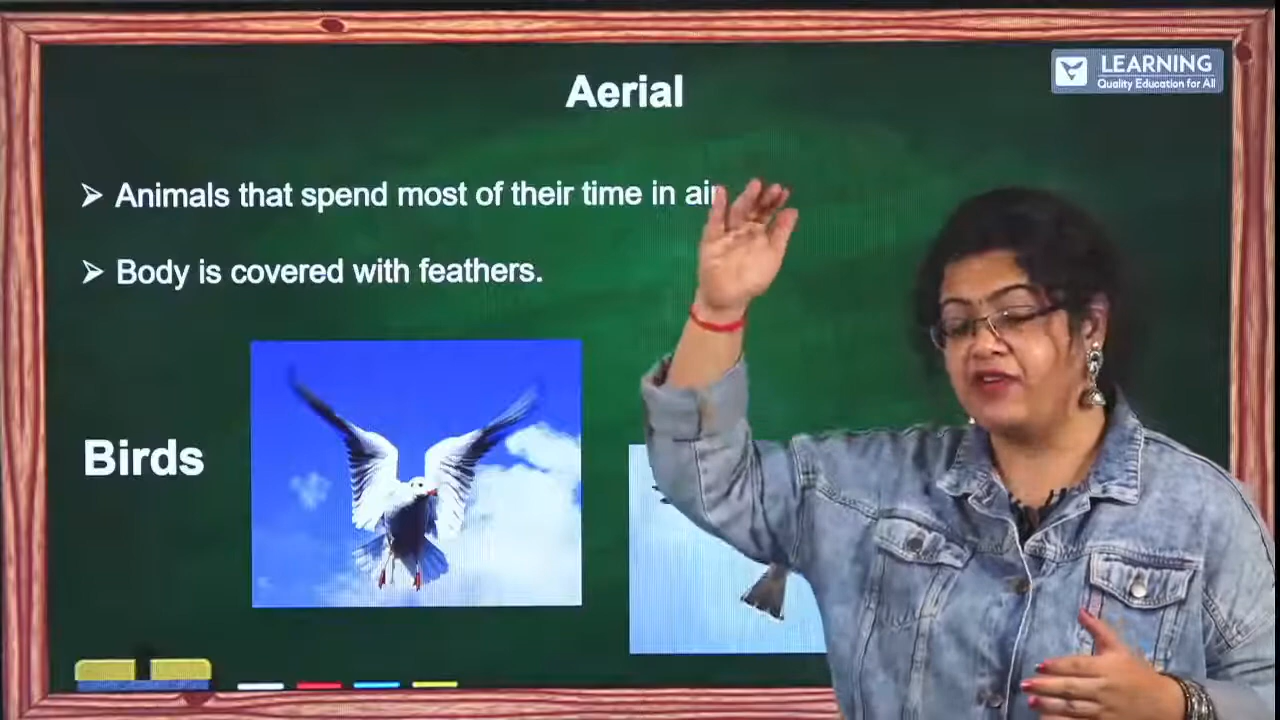 LEARNING
Quality Education for All
Aerial
➢ Animals that spend most of their time in air
➢ Body is covered with feathers.
Birds